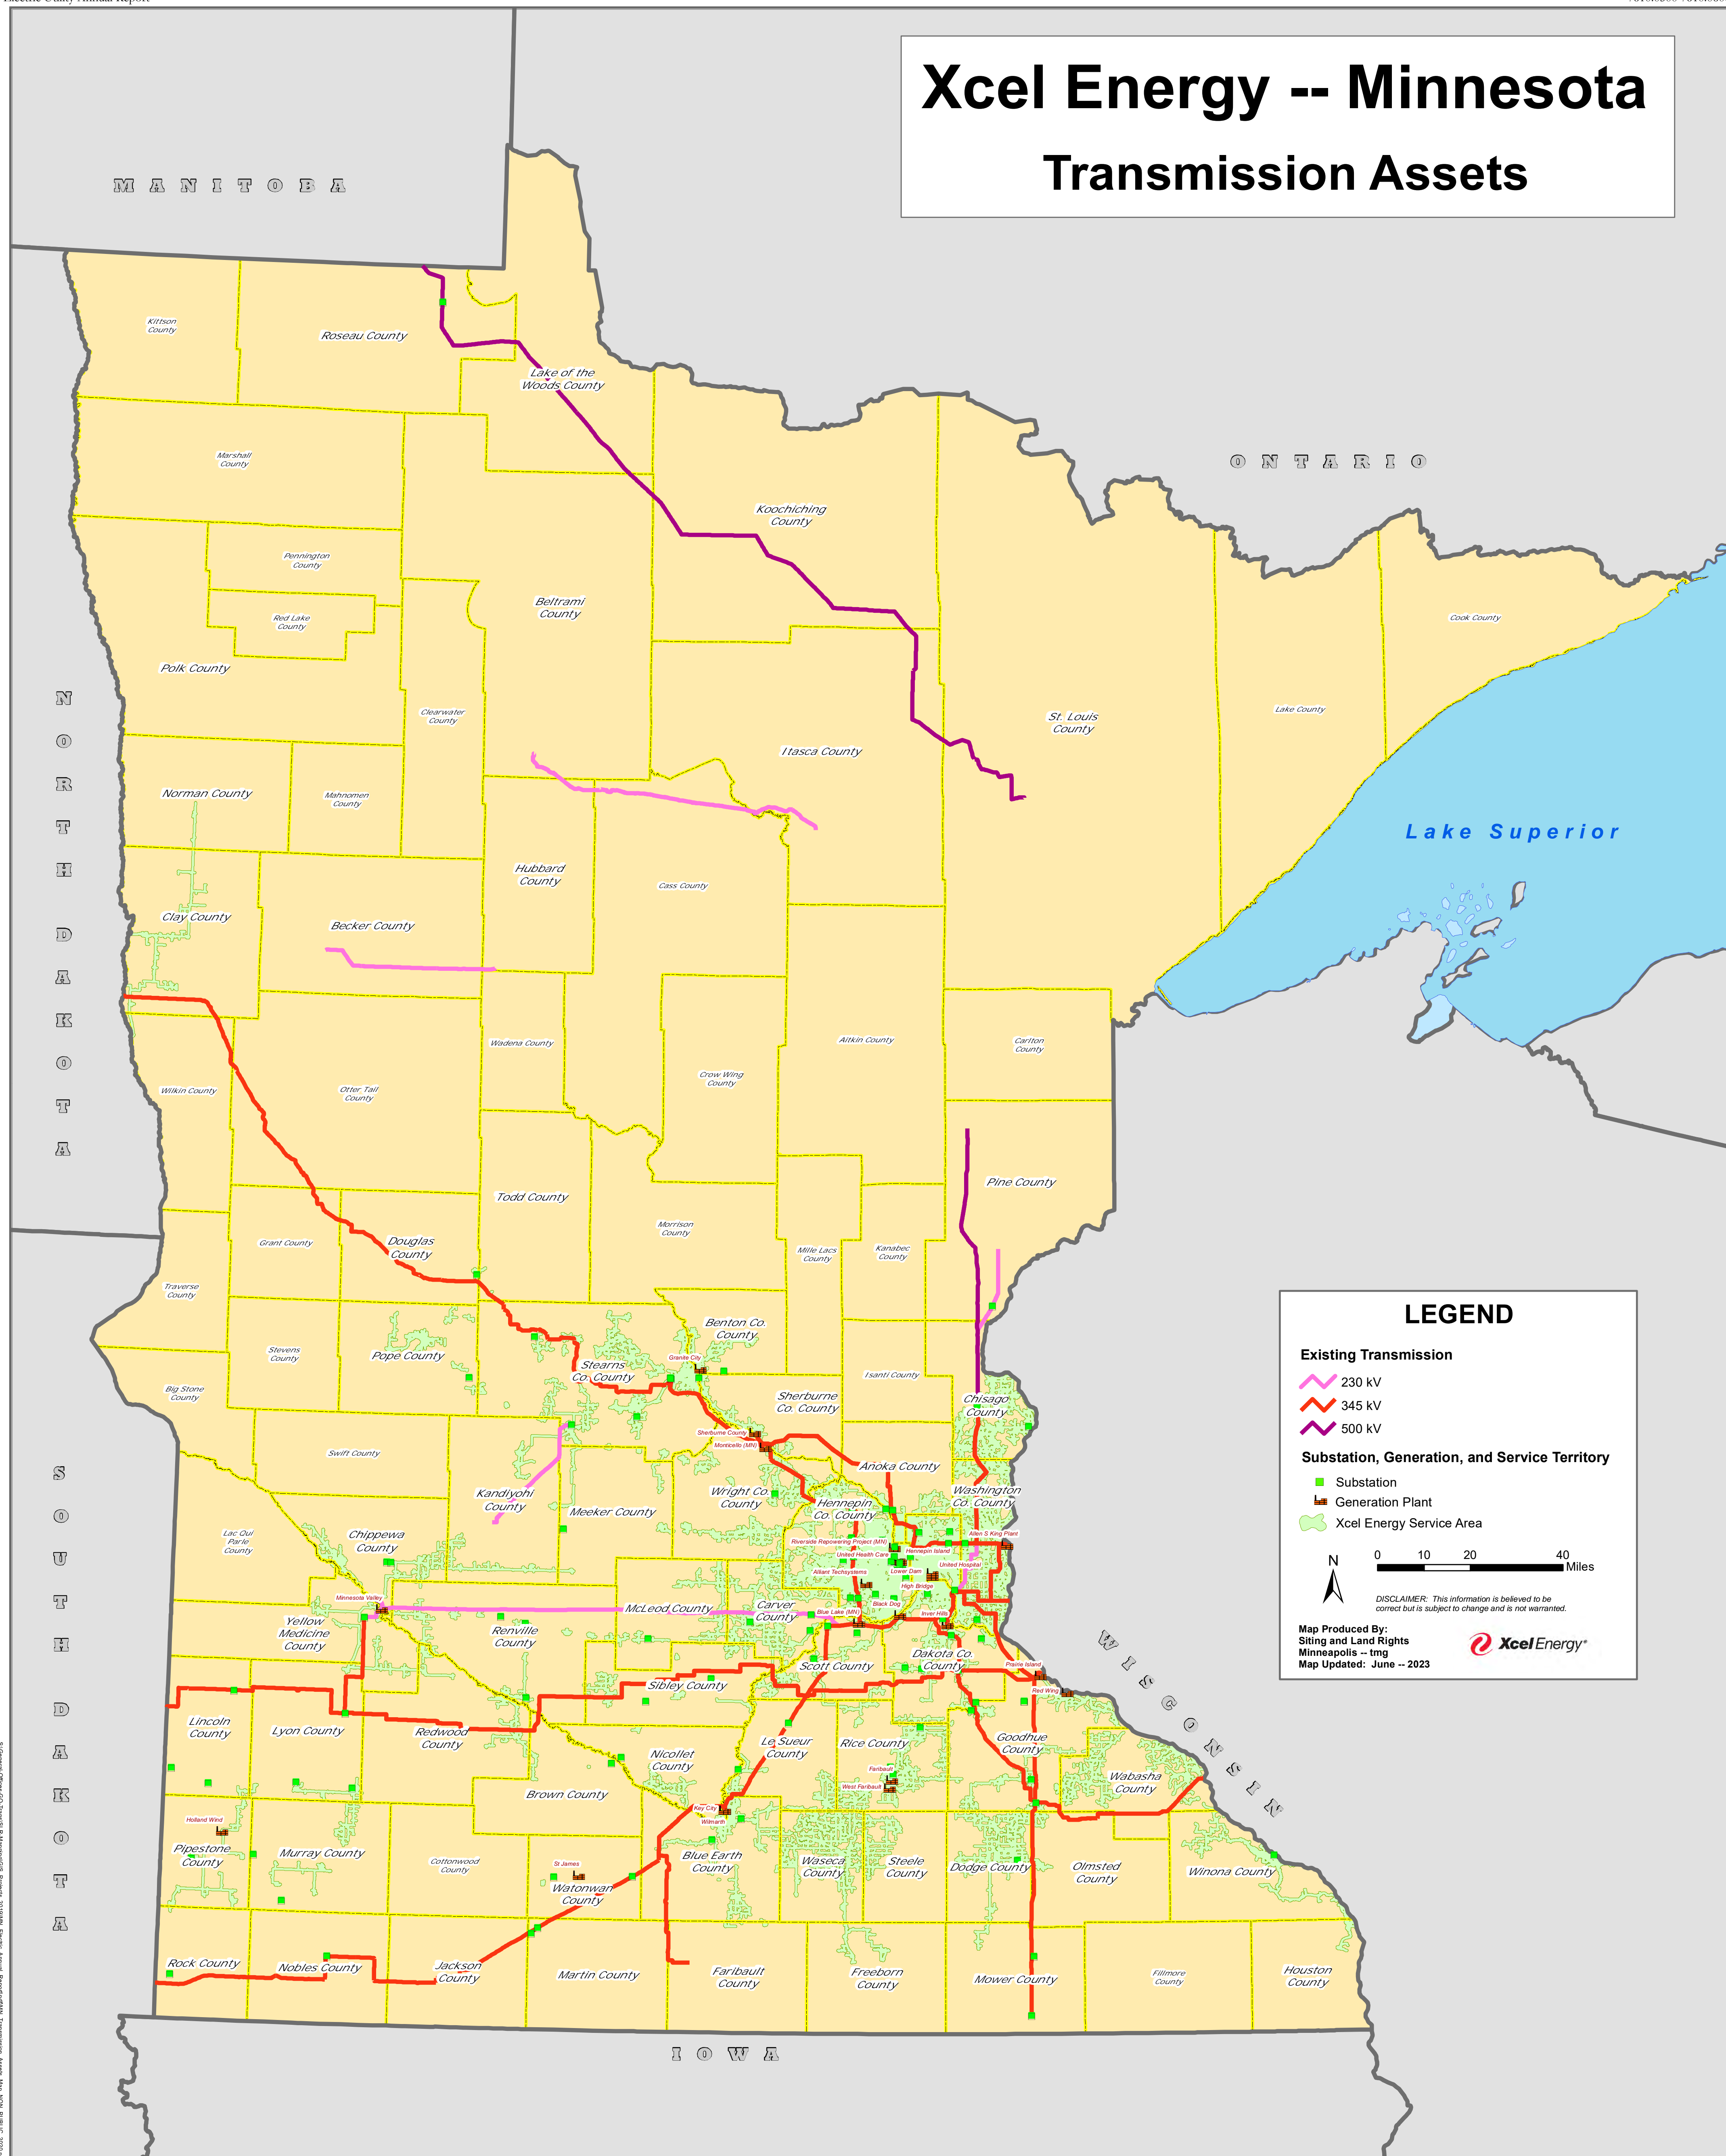 Electric Utility Annual Report
Xcel Energy -- Minnesota
Transmission Assets
MANITOBA
ONTARIO
NORTH DAKOTA
SOUTH DAKOTA
WISCONSIN
IOWA
Lake Superior
Kittson
County
Roseau County
Lake of the
Woods County
Marshall
County
Koochiching
County
Pennington
County
Red Lake
County
Beltrami
County
Cook County
Polk County
Clearwater
County
St. Louis
County
Lake County
Itasca County
Norman County
Mahnomen
County
Hubbard
County
Cass County
Clay County
Becker County
Wadena County
Aitkin County
Carlton
County
Crow Wing
County
Wilkin County
Otter Tail
County
Todd County
Pine County
Morrison
County
Grant County
Douglas
County
Mille Lacs
County
Kanabec
County
Traverse
County
Benton Co.
County
Stevens
County
Pope County
Granite City
Stearns
Co. County
Isanti County
Big Stone
County
Sherburne
Co. County
Chisago
County
Swift County
Sherburne County
Monticello (MN)
Anoka County
Kandiyohi
County
Meeker County
Wright Co.
County
Hennepin
Co. County
Washington
Co. County
Lac Qui
Parle
County
Chippewa
County
Allen S King Plant
Riverside Repowering Project (MN)
Hennepin Island
United Health Care
United Hospital
Alliant Techsystems
Lower Dam
High Bridge
Minnesota Valley
McLeod County
Carver
County
Black Dog
Blue Lake (MN)
Inver Hills
Yellow
Medicine
County
Renville
County
Scott County
Dakota Co.
County
Prairie Island
Sibley County
Red Wing
Lincoln
County
Lyon County
Redwood
County
Le Sueur
County
Rice County
Goodhue
County
Nicollet
County
Faribault
West Faribault
Wabasha
County
Brown County
Key City
Wilmarth
Holland Wind
Pipestone
County
Murray County
Cottonwood
County
St James
Watonwan
County
Blue Earth
County
Waseca
County
Steele
County
Dodge County
Olmsted
County
Winona County
Rock County
Nobles County
Jackson
County
Martin County
Faribault
County
Freeborn
County
Mower County
Fillmore
County
Houston
County
LEGEND
Existing Transmission
230 kV
345 kV
500 kV
Substation, Generation, and Service Territory
Substation
Generation Plant
Xcel Energy Service Area
N
0 10 20 40
Miles
DISCLAIMER: This information is believed to be
correct but is subject to change and is not warranted.
Map Produced By:
Siting and Land Rights
Minneapolis -- tmg
Map Updated: June -- 2023
Xcel Energy®